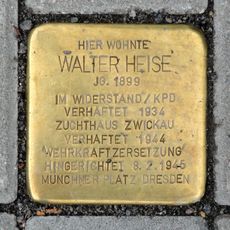 HIER WOHNTE
WALTER HEISE
JG. 1899
IM WIDERSTAND/KPD
VERHAFTET 1934
ZUCHTHAUS ZWICKAU
VERHAFTET 1944
WEHRKRAFTZERSETZUNG
HINGERICHTET 8.2.1945
MÜNCHNER PLATZ DRESDEN